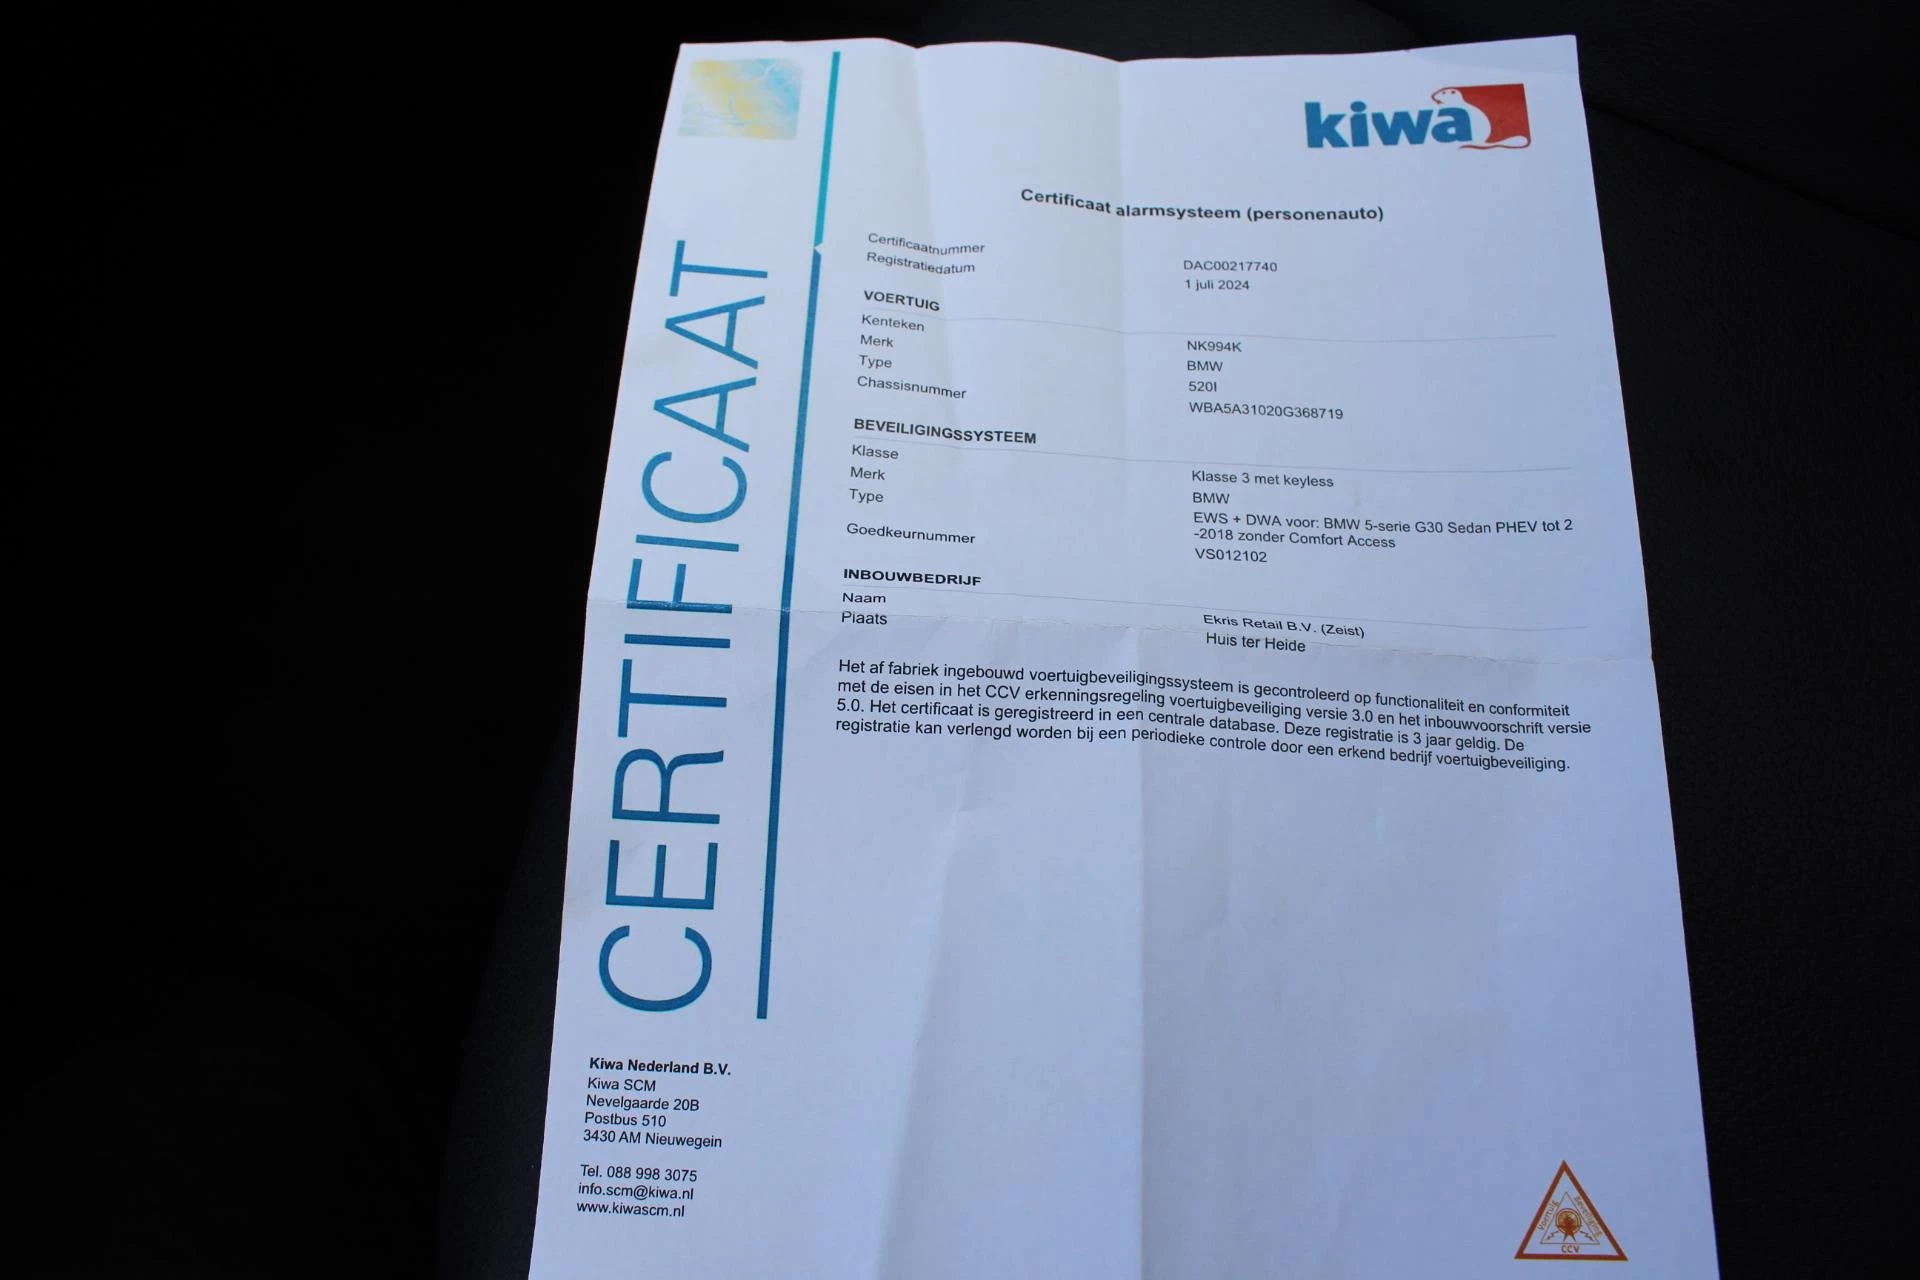 kiwa
CERTIFICAAT
Certificaat alarmsysteem (personenauto)
Certificaatnummer DAC00217740
Registratiedatum 1 juli 2024
VOERTUIG
Kenteken NK994K
Merk BMW
Type 520I
Chassisnummer WBA5A31020G368719
BEVEILIGINGSSYSTEEM
Klasse Klasse 3 met keyless
Merk BMW
Type EWS + DWA voor: BMW 5-serie G30 Sedan PHEV tot 2
-2018 zonder Comfort Access
Goedkeurnummer VS012102
INBOUWBEDRIJF
Naam Ekris Retail B.V. (Zeist)
Plaats Huis ter Heide
Het af fabriek ingebouwd voertuigbeveiligingssysteem is gecontroleerd op functionaliteit en conformiteit
met de eisen in het CCV erkenningsregeling voertuigbeveiliging versie 3.0 en het inbouwvoorschrift versie
5.0. Het certificaat is geregistreerd in een centrale database. Deze registratie is 3 jaar geldig. De
registratie kan verlengd worden bij een periodieke controle door een erkend bedrijf voertuigbeveiliging.
Kiwa Nederland B.V.
Kiwa SCM
Nevelgaarde 20B
Postbus 510
3430 AM Nieuwegein
Tel. 088 998 3075
info.scm@kiwa.nl
www.kiwascm.nl
Voertuig
Beveiliging
CCV